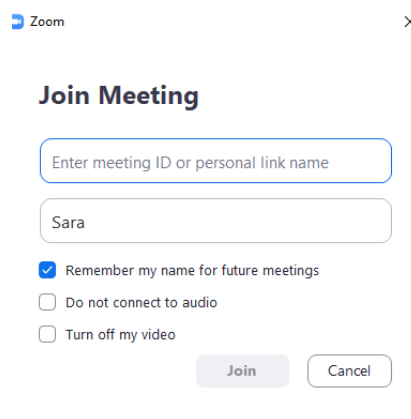 Zoom
Join Meeting
Enter meeting ID or personal link name
Sara
Remember my name for future meetings
Do not connect to audio
Turn off my video
Join Cancel